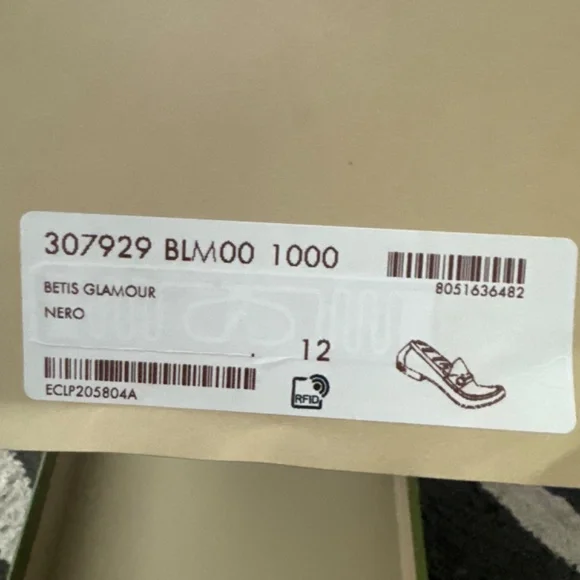 307929 BLM00 1000
8051636482
BETIS GLAMOUR
NERO
. 12
ECLP205804A
RFID